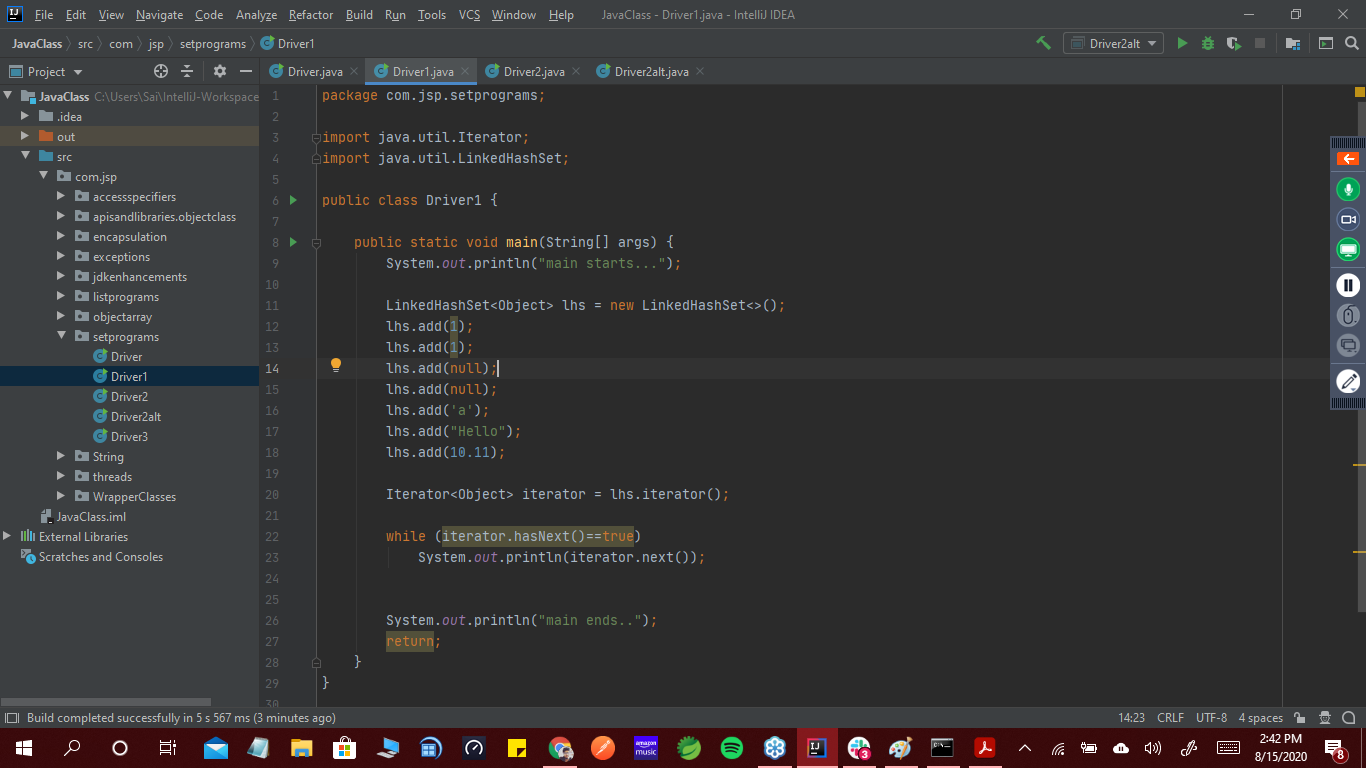 File Edit View Navigate Code Analyze Refactor Build Run Tools VCS Window Help JavaClass - Driver1.java - IntelliJ IDEA
JavaClass src com jsp setprograms Driver1 Driver2alt
Project Driver.java Driver1.java Driver2.java Driver2alt.java
JavaClass C:\Users\Sai\IntelliJ-Workspace
.idea
out
src
com.jsp
accessspecifiers
apisandlibraries.objectclass
encapsulation
exceptions
jdkenhancements
listprograms
objectarray
setprograms
Driver
Driver1
Driver2
Driver2alt
Driver3
String
threads
WrapperClasses
JavaClass.iml
External Libraries
Scratches and Consoles
1 package com.jsp.setprograms;
2
3 import java.util.Iterator;
4 import java.util.LinkedHashSet;
5
6 public class Driver1 {
7
8 public static void main(String[] args) {
9 System.out.println("main starts...");
10
11 LinkedHashSet<Object> lhs = new LinkedHashSet<>();
12 lhs.add(1);
13 lhs.add(1);
14 lhs.add(null);
15 lhs.add(null);
16 lhs.add('a');
17 lhs.add("Hello");
18 lhs.add(10.11);
19
20 Iterator<Object> iterator = lhs.iterator();
21
22 while (iterator.hasNext()==true)
23 System.out.println(iterator.next());
24
25
26 System.out.println("main ends..");
27 return;
28 }
29 }
30
Build completed successfully in 5 s 567 ms (3 minutes ago) 14:23 CRLF UTF-8 4 spaces
amazon music
3
2:42 PM
8/15/2020
8